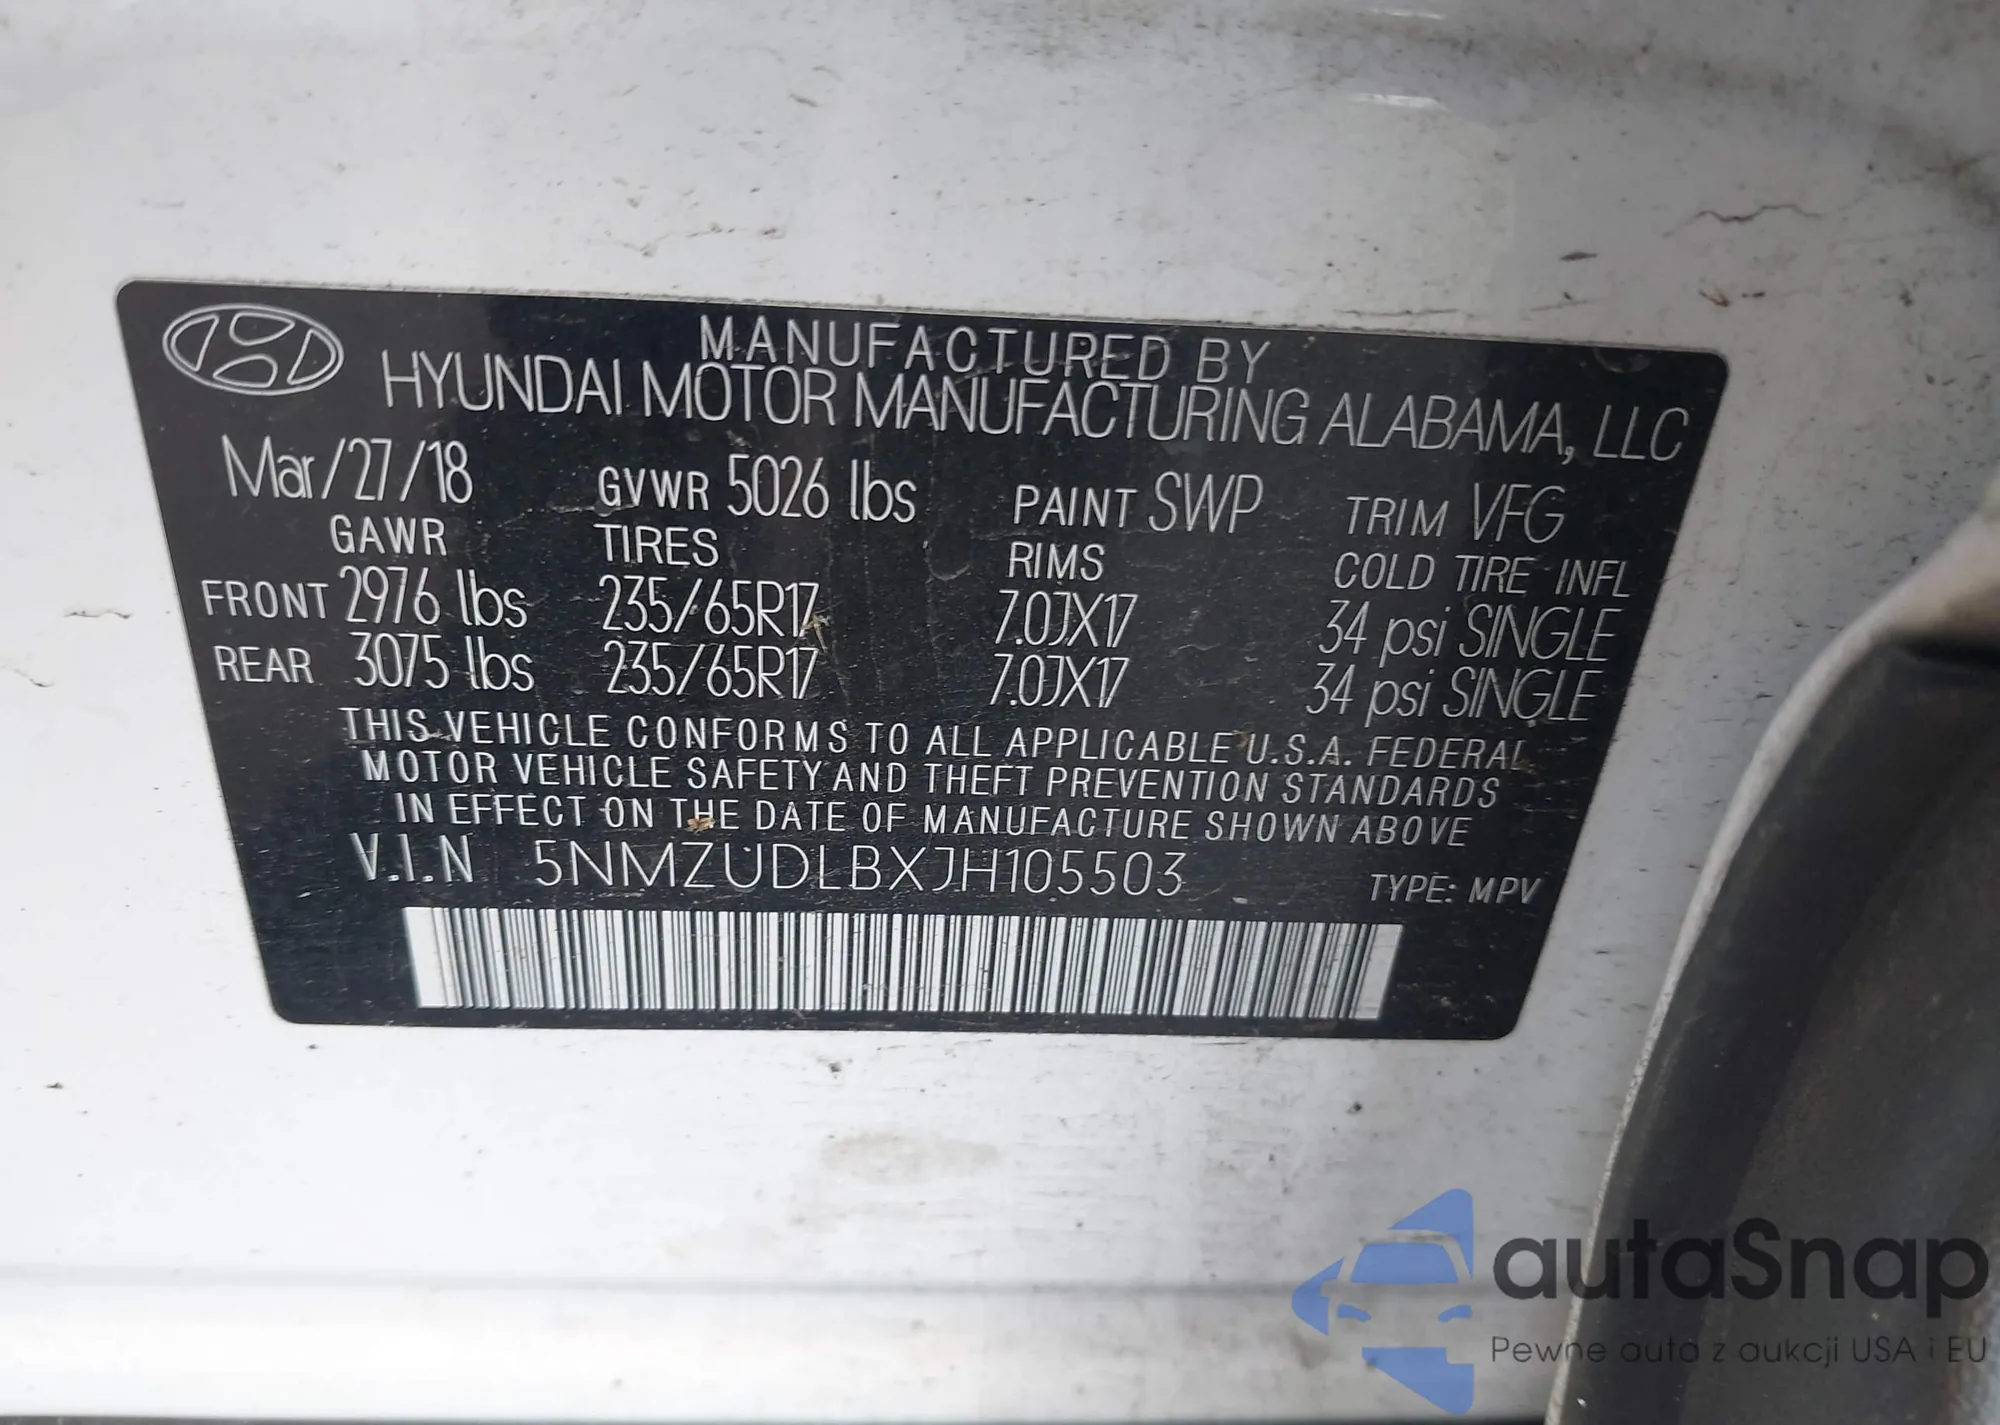 MANUFACTURED BY
HYUNDAI MOTOR MANUFACTURING ALABAMA, LLC
Mar/27/18 GVWR 5026 lbs PAINT SWP TRIM VFG
GAWR TIRES RIMS COLD TIRE INFL
FRONT 2976 lbs 235/65R17 7.0JX17 34 psi SINGLE
REAR 3075 lbs 235/65R17 7.0JX17 34 psi SINGLE
THIS VEHICLE CONFORMS TO ALL APPLICABLE U.S.A. FEDERAL
MOTOR VEHICLE SAFETY AND THEFT PREVENTION STANDARDS
IN EFFECT ON THE DATE OF MANUFACTURE SHOWN ABOVE
V.I.N 5NMZUDLBXJH105503 TYPE: MPV
autaSnap
Pewne auta z aukcji USA i EU